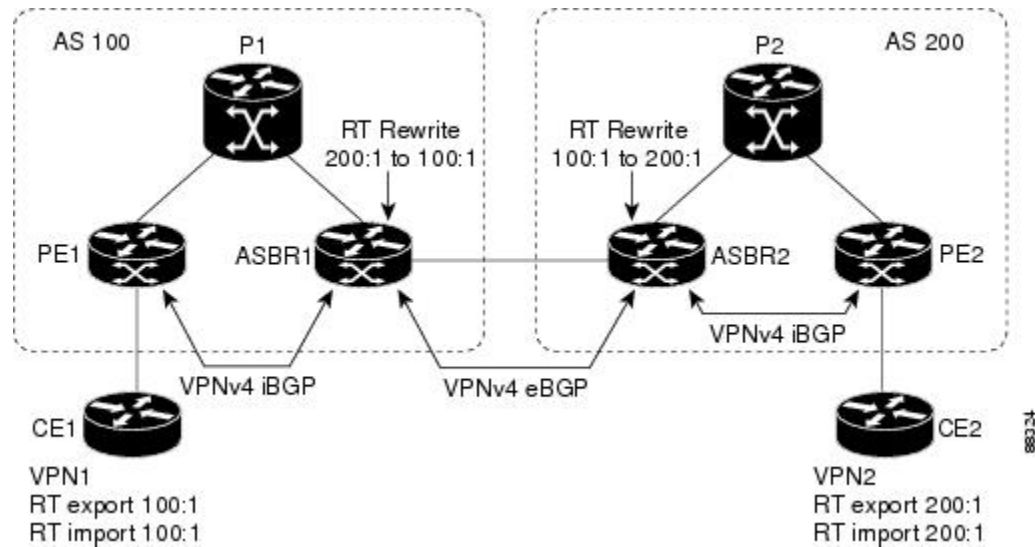 AS 100
P1
P2
AS 200
RT Rewrite
200:1 to 100:1
RT Rewrite
100:1 to 200:1
PE1
ASBR1
ASBR2
PE2
VPNv4 iBGP
VPNv4 iBGP
VPNv4 eBGP
CE1
CE2
VPN1
RT export 100:1
RT import 100:1
VPN2
RT export 200:1
RT import 200:1
88324